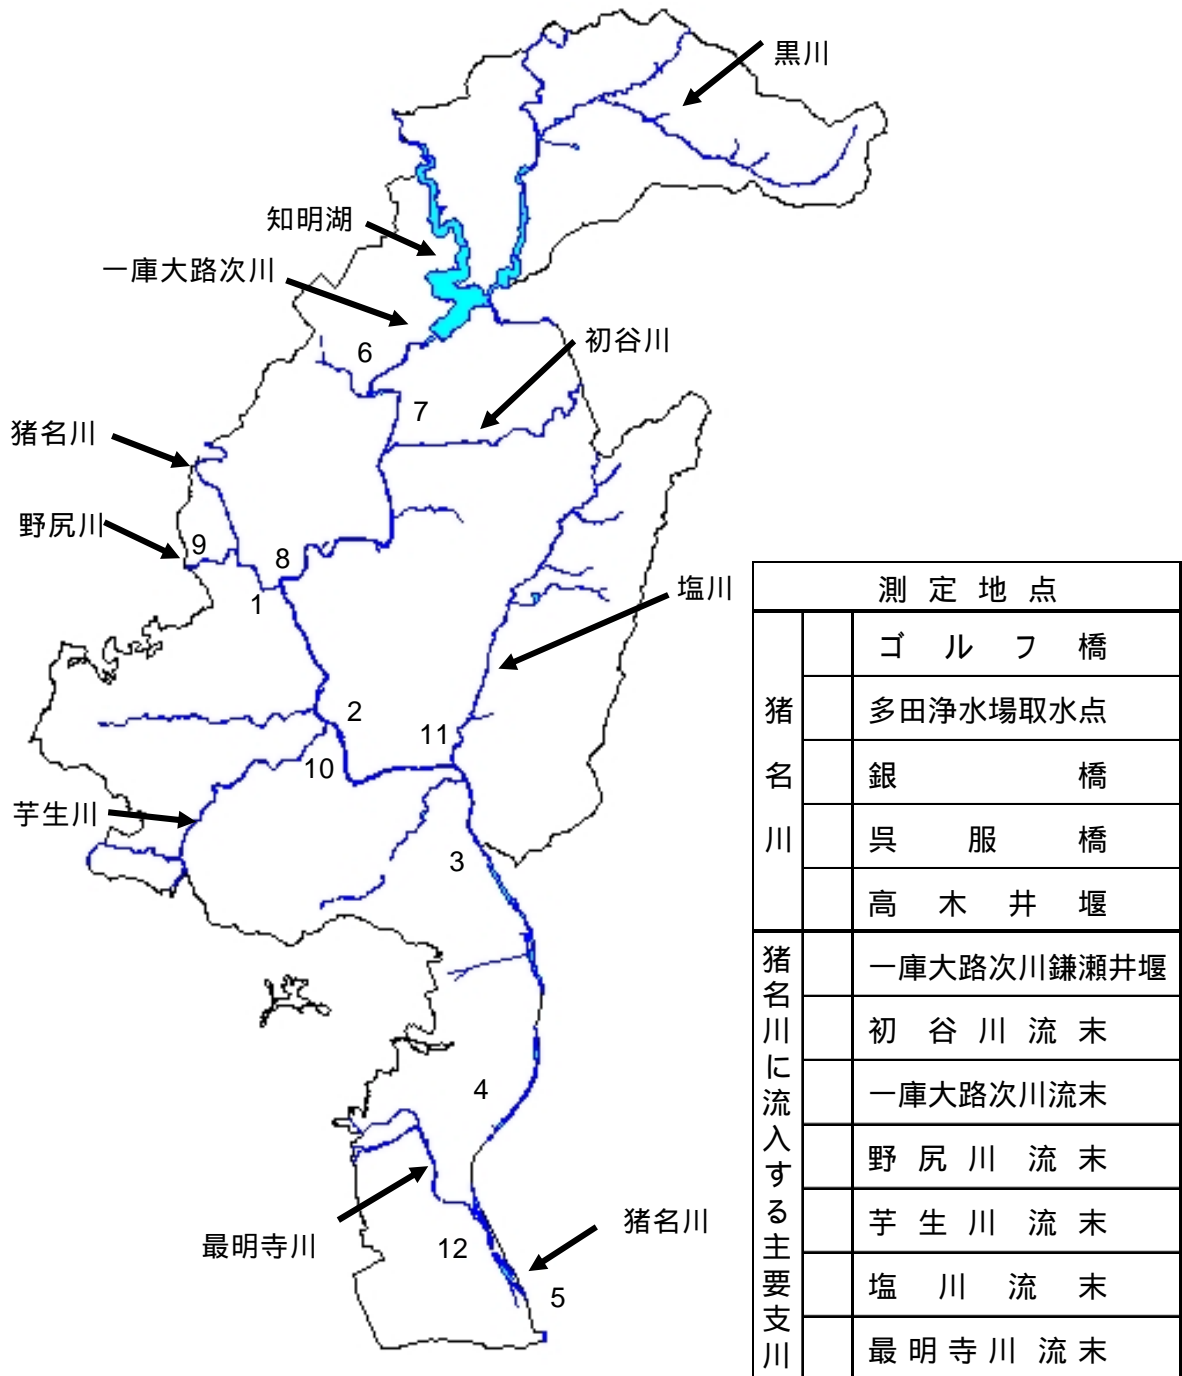 黒川
知明湖
一庫大路次川
初谷川
6
7
猪名川
野尻川
9
8
1
塩川
2
11
10
芋生川
3
4
最明寺川
12
猪名川
5
測定地点
猪名川
ゴルフ橋
多田浄水場取水点
銀橋
呉服橋
高木井堰
猪名川に流入する主要支川
一庫大路次川鎌瀬井堰
初谷川流末
一庫大路次川流末
野尻川流末
芋生川流末
塩川流末
最明寺川流末